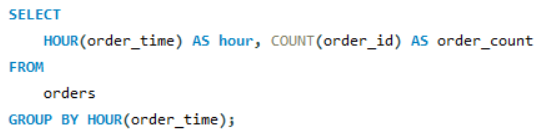 SELECT
HOUR(order_time) AS hour, COUNT(order_id) AS order_count
FROM
orders
GROUP BY HOUR(order_time);